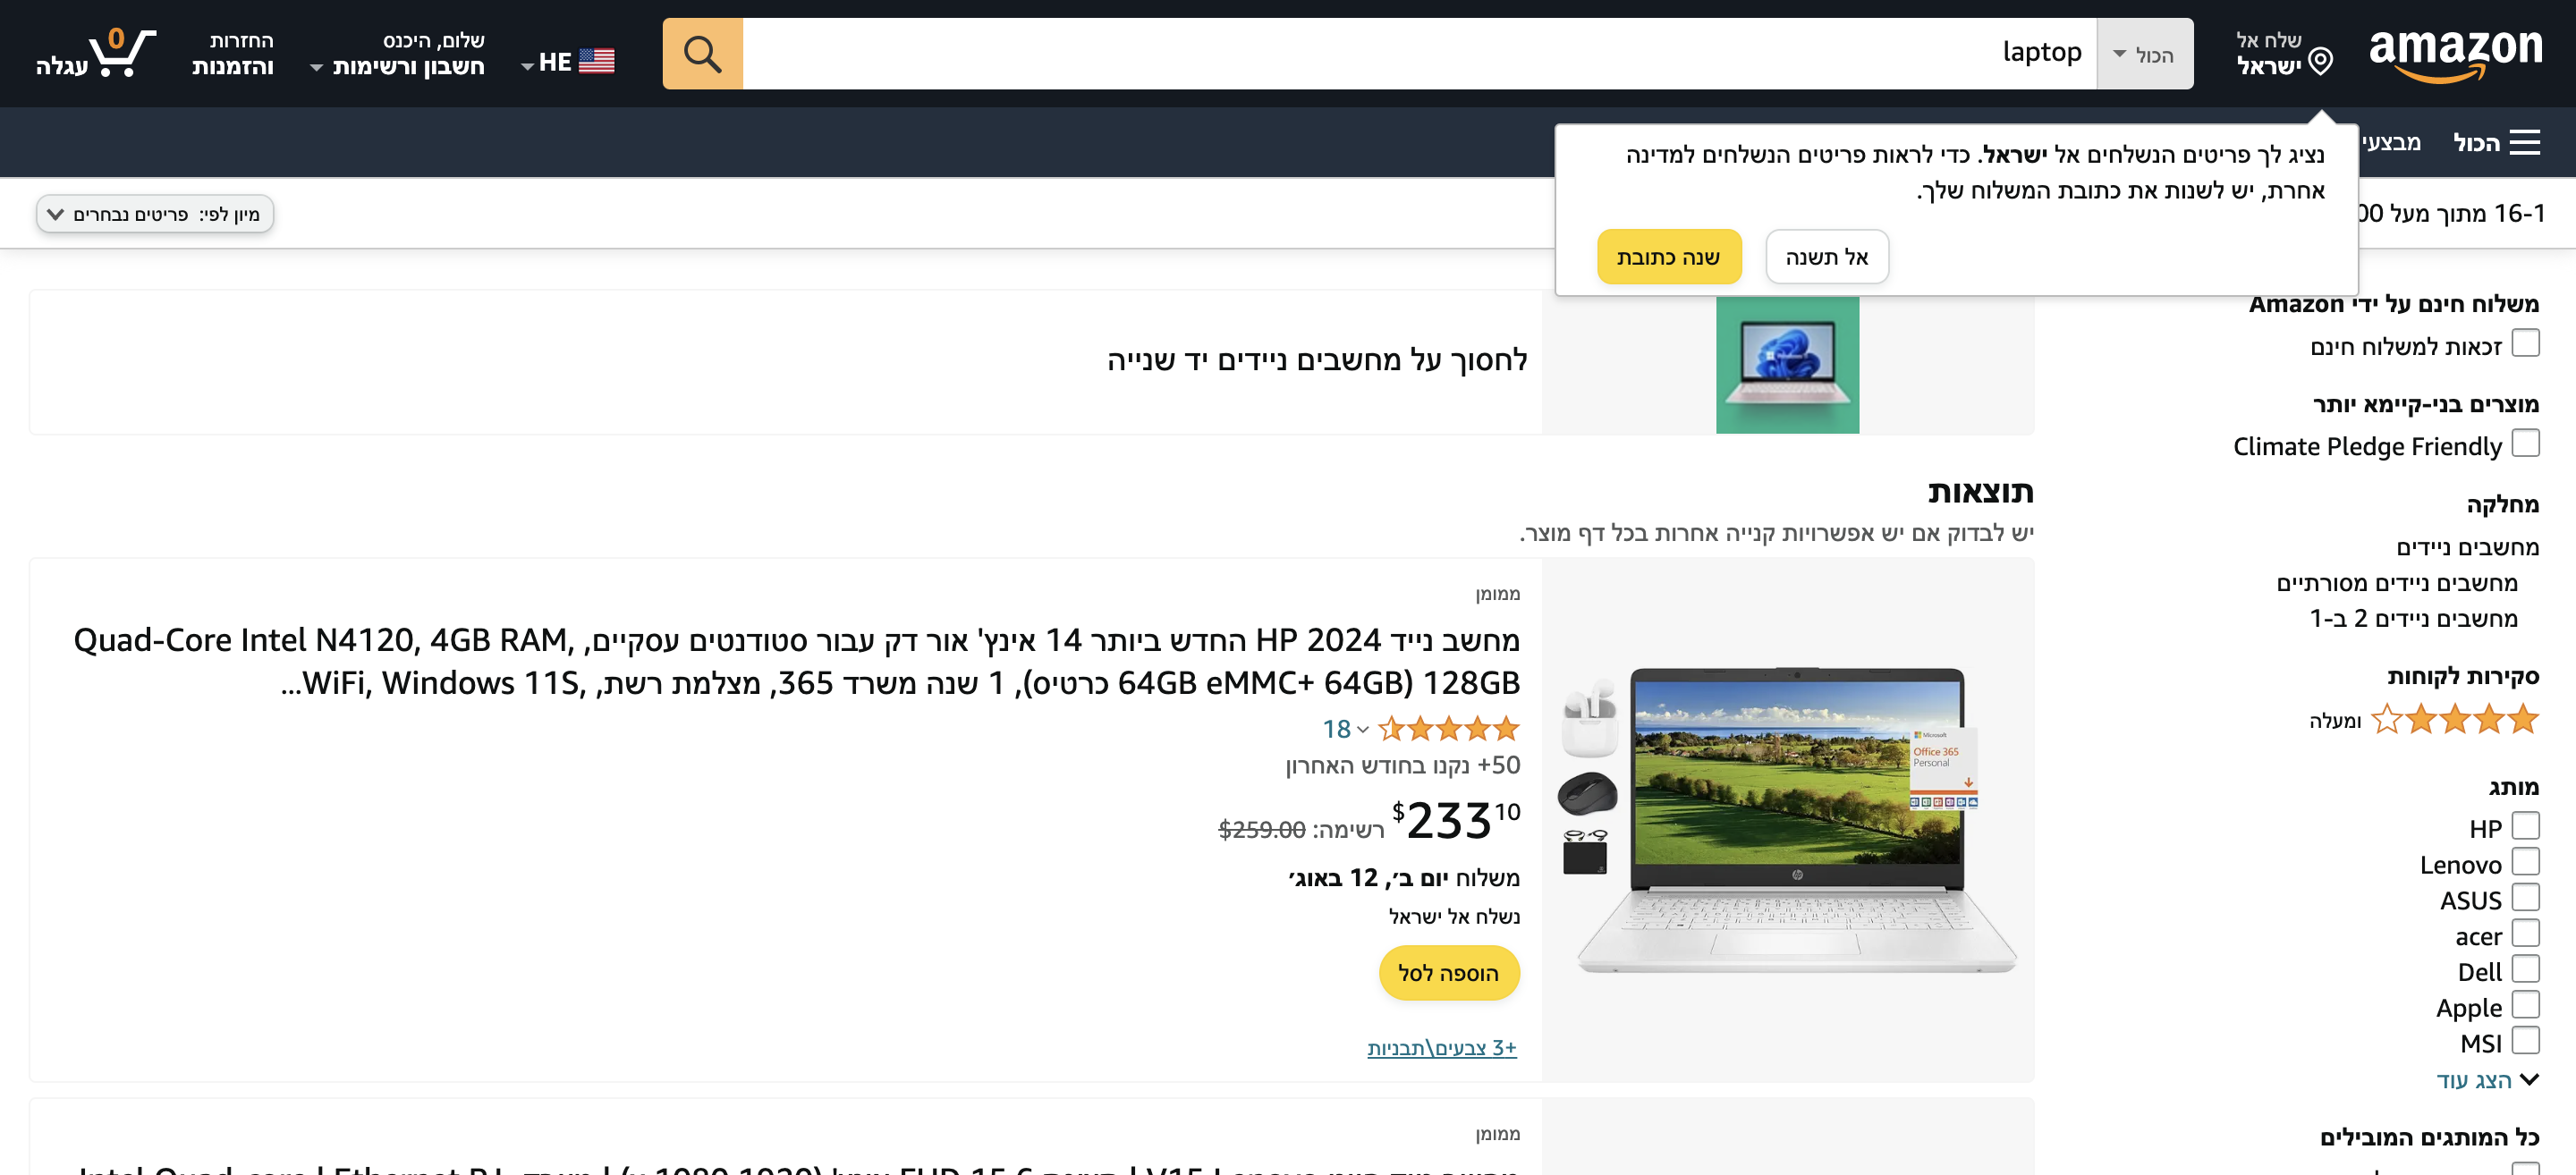 amazon
שלח אל
ישראל
הכול
laptop
HE
שלום, היכנס
חשבון ורשימות
החזרות
והזמנות
0
עגלה
הכול
מבצעי
נציג לך פריטים הנשלחים אל ישראל. כדי לראות פריטים הנשלחים למדינה
אחרת, יש לשנות את כתובת המשלוח שלך.
אל תשנה
שנה כתובת
16-1 מתוך מעל 00
מיון לפי: פריטים נבחרים
משלוח חינם על ידי Amazon
זכאות למשלוח חינם
מוצרים בני-קיימא יותר
Climate Pledge Friendly
מחלקה
מחשבים ניידים
מחשבים ניידים מסורתיים
מחשבים ניידים 2 ב-1
סקירות לקוחות
ומעלה
מותג
HP
Lenovo
ASUS
acer
Dell
Apple
MSI
הצג עוד
כל המותגים המובילים
לחסוך על מחשבים ניידים יד שנייה
תוצאות
יש לבדוק אם יש אפשרויות קנייה אחרות בכל דף מוצר.
Microsoft
Office 365
Personal
hp
ממומן
מחשב נייד HP 2024 החדש ביותר 14 אינץ' אור דק עבור סטודנטים עסקיים, Quad-Core Intel N4120, 4GB RAM,
128GB (64GB eMMC+ 64GB כרטיס), 1 שנה משרד 365, מצלמת רשת, WiFi, Windows 11S,...
18
50+ נקנו בחודש האחרון
$233 10 רשימה: $259.00
משלוח יום ב׳, 12 באוג׳
נשלח אל ישראל
הוספה לסל
+3 צבעים\תבניות
ממומן